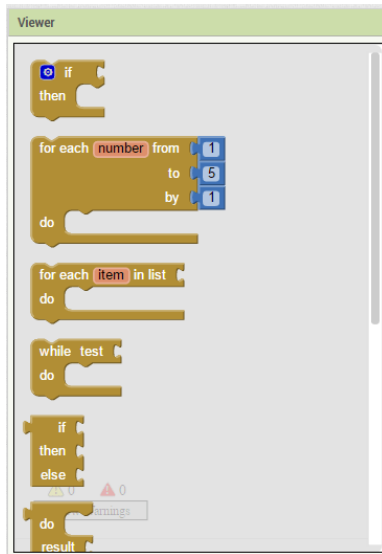 Viewer
if
then
for each number from 1
to 5
by 1
do
for each item in list
do
while test
do
if
then
else
0 0
do
result